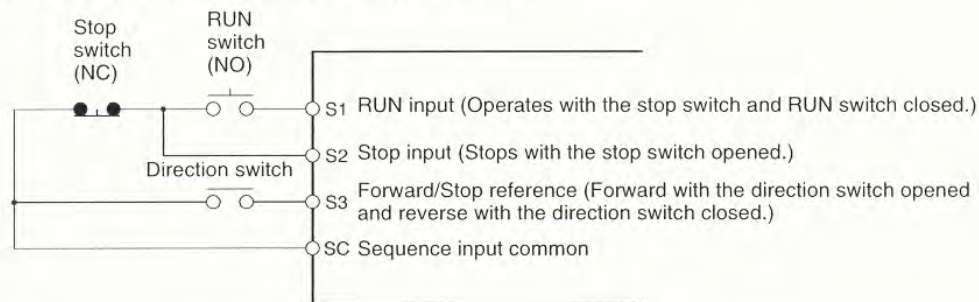 Stop
switch
(NC)
RUN
switch
(NO)
S1 RUN input (Operates with the stop switch and RUN switch closed.)
S2 Stop input (Stops with the stop switch opened.)
Direction switch
S3 Forward/Stop reference (Forward with the direction switch opened
and reverse with the direction switch closed.)
SC Sequence input common